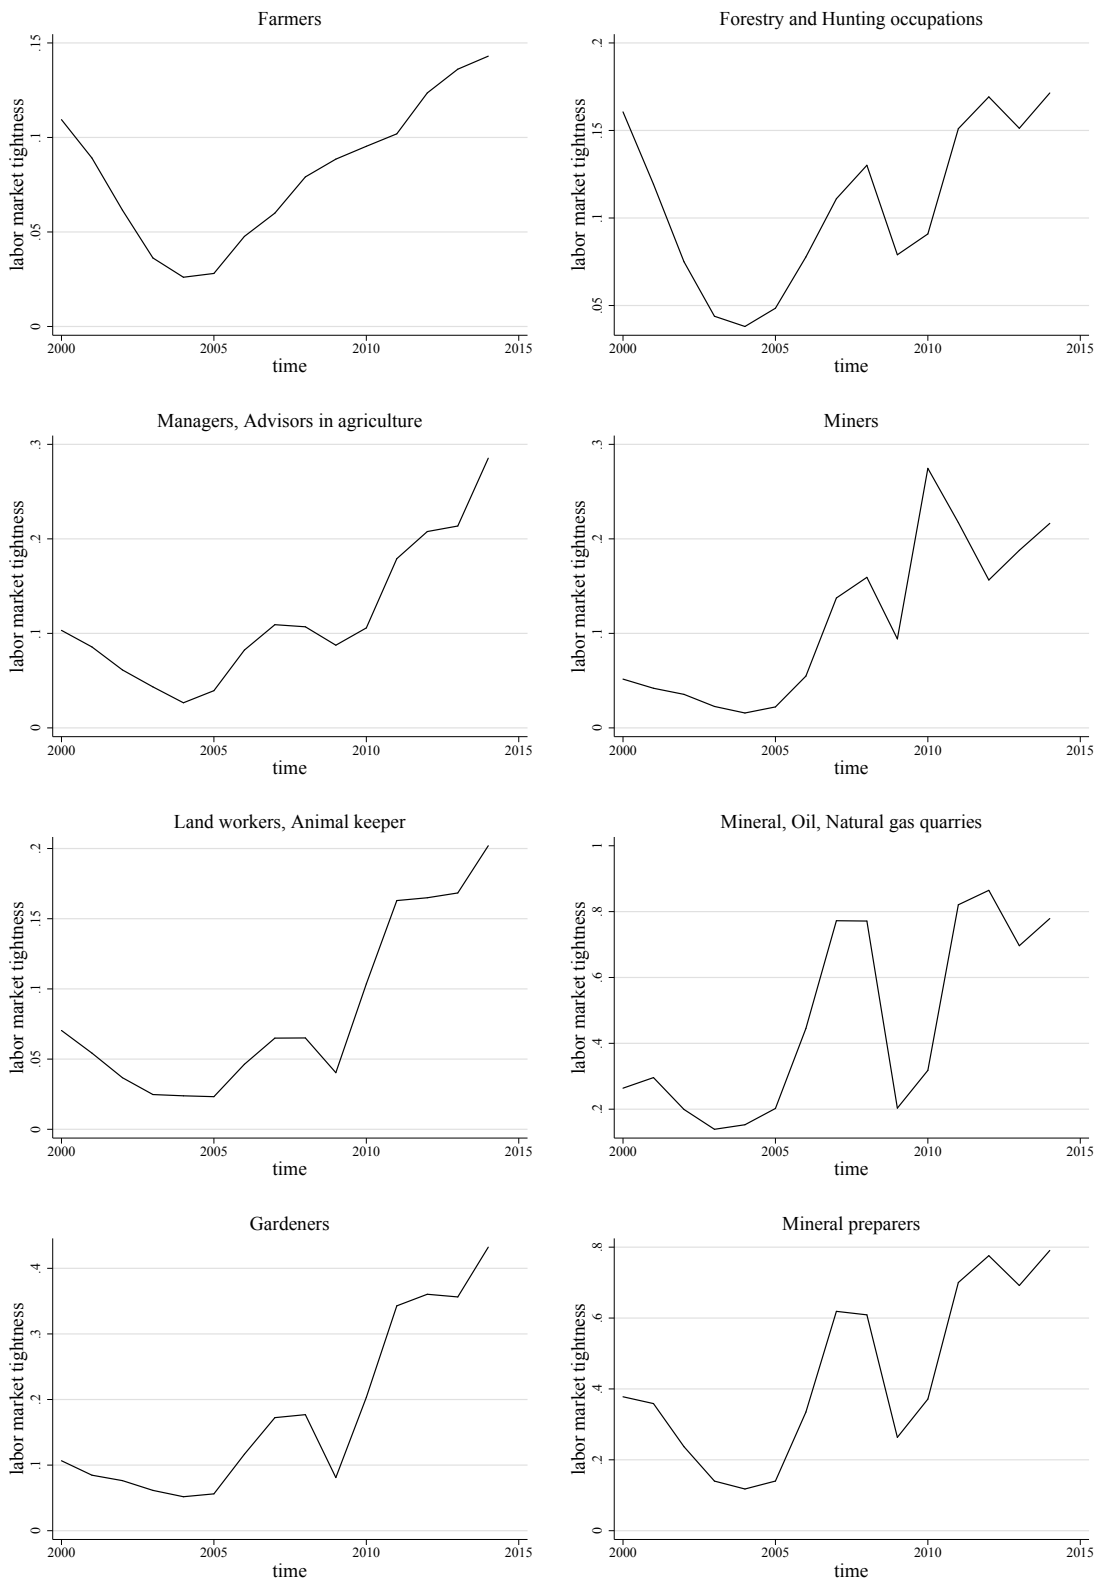 Farmers
labor market tightness
.15
.1
.05
0
2000 2005 2010 2015
time
Forestry and Hunting occupations
labor market tightness
.2
.15
.1
.05
2000 2005 2010 2015
time
Managers, Advisors in agriculture
labor market tightness
.3
.2
.1
0
2000 2005 2010 2015
time
Miners
labor market tightness
.3
.2
.1
0
2000 2005 2010 2015
time
Land workers, Animal keeper
labor market tightness
.2
.15
.1
.05
0
2000 2005 2010 2015
time
Mineral, Oil, Natural gas quarries
labor market tightness
1
.8
.6
.4
.2
2000 2005 2010 2015
time
Gardeners
labor market tightness
.4
.3
.2
.1
0
2000 2005 2010 2015
time
Mineral preparers
labor market tightness
.8
.6
.4
.2
0
2000 2005 2010 2015
time